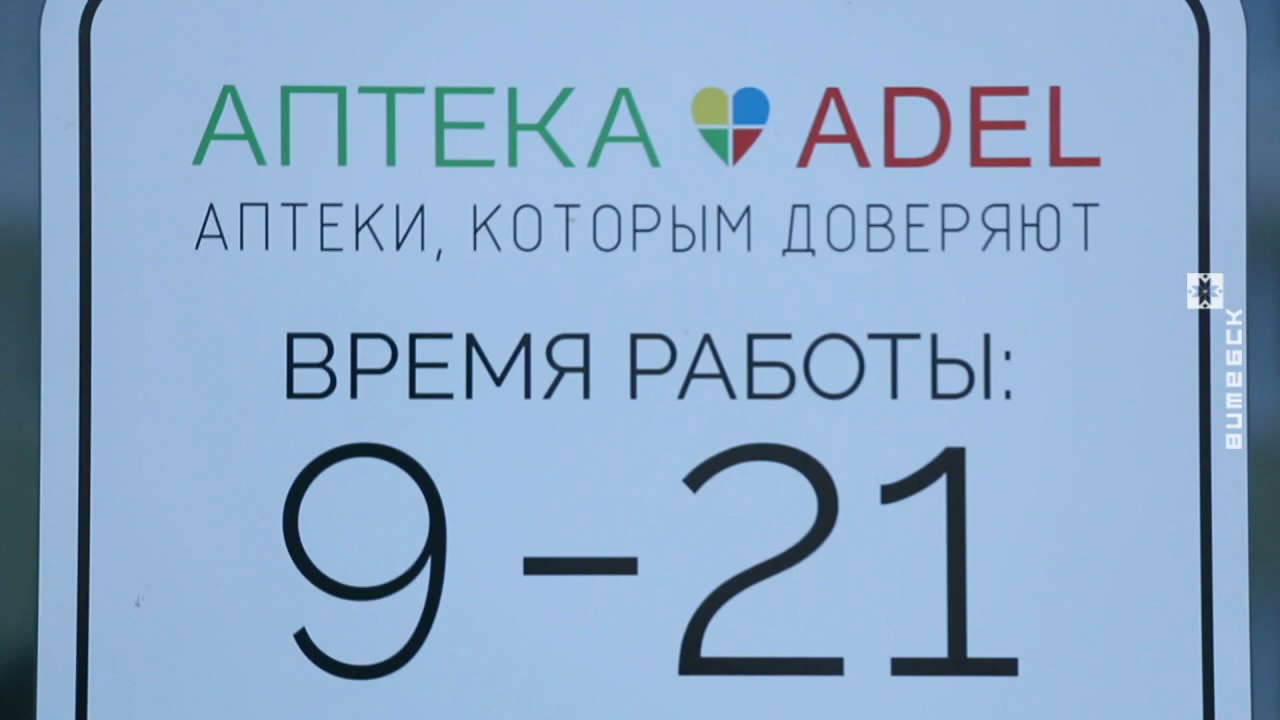 АПТЕКА ADEL
АПТЕКИ, КОТОРЫМ ДОВЕРЯЮТ
ВРЕМЯ РАБОТЫ:
9 – 21
витебск